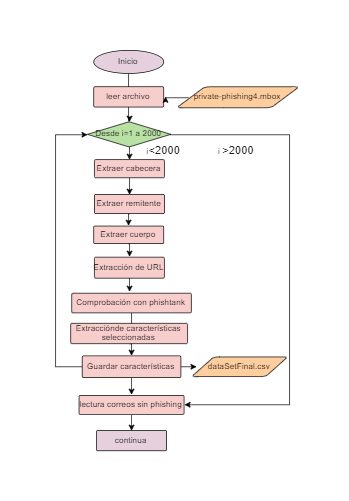 Inicio
leer archivo
private-phishing4.mbox
Desde i=1 a 2000
i<2000
i >2000
Extraer cabecera
Extraer remitente
Extraer cuerpo
Extracción de URL
Comprobación con phishtank
Extracciónde características
seleccionadas
Guardar características
dataSetFinal.csv
lectura correos sin phishing
continua